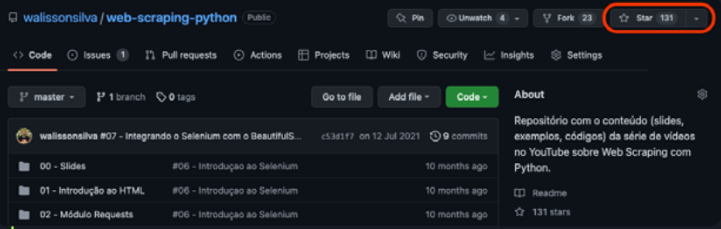 walissonsilva / web-scraping-python Public
Pin Unwatch 4 Fork 23 Star 131
Code Issues 1 Pull requests Actions Projects Wiki Security Insights Settings
master 1 branch 0 tags Go to file Add file Code
walissonsilva #07 - Integrando o Selenium com o BeautifulS... c53d1f7 on 12 Jul 2021 9 commits
00 - Slides #06 - Introduçao ao Selenium 10 months ago
01 - Introdução ao HTML #06 - Introduçao ao Selenium 10 months ago
02 - Módulo Requests #06 - Introduçao ao Selenium 10 months ago
About
Repositório com o conteúdo (slides,
exemplos, códigos) da série de vídeos
no YouTube sobre Web Scraping com
Python.
Readme
131 stars